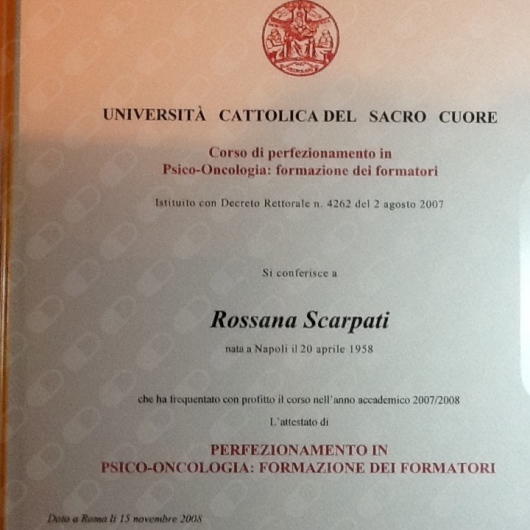 UNIVERSITÀ CATTOLICA DEL SACRO CUORE
Corso di perfezionamento in
Psico-Oncologia: formazione dei formatori
Istituito con Decreto Rettorale n. 4262 del 2 agosto 2007
Si conferisce a
Rossana Scarpati
nata a Napoli il 20 aprile 1958
che ha frequentato con profitto il corso nell'anno accademico 2007/2008
L'attestato di
PERFEZIONAMENTO IN
PSICO-ONCOLOGIA: FORMAZIONE DEI FORMATORI
Dato a Roma lì 15 novembre 2008